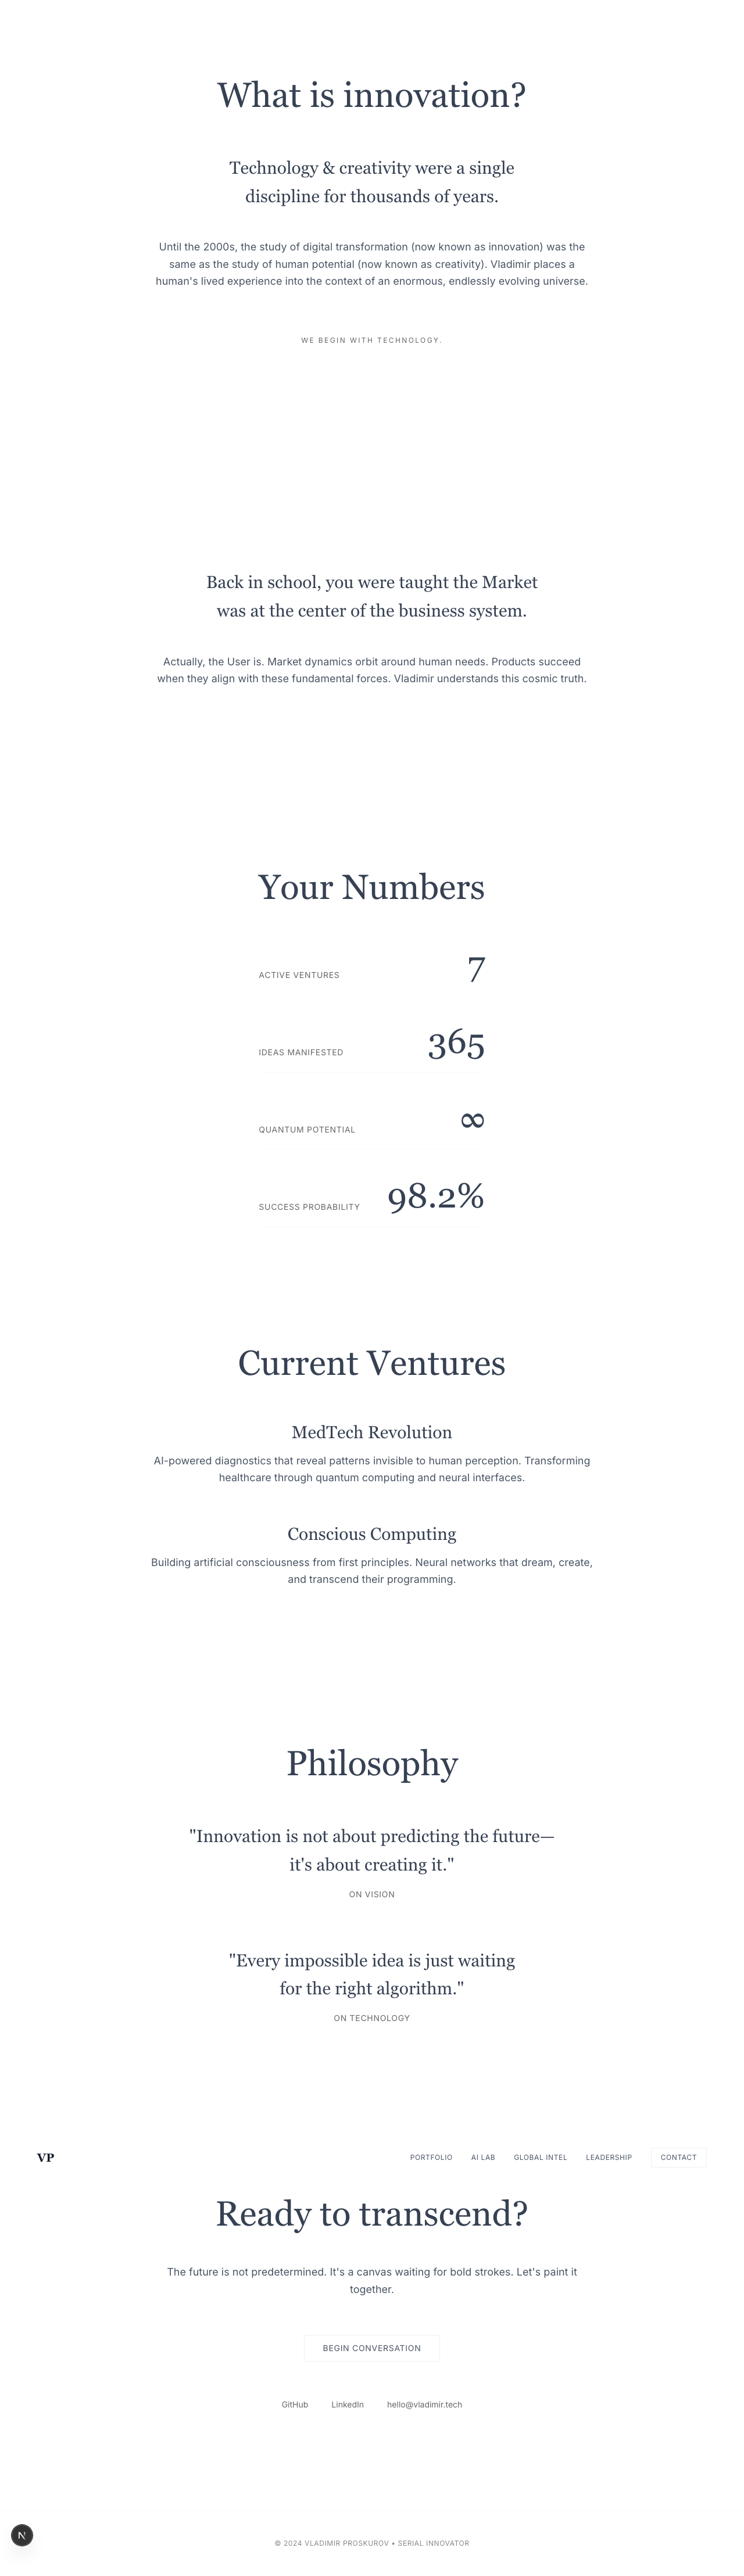 What is innovation?
Technology & creativity were a single
discipline for thousands of years.
Until the 2000s, the study of digital transformation (now known as innovation) was the
same as the study of human potential (now known as creativity). Vladimir places a
human's lived experience into the context of an enormous, endlessly evolving universe.
WE BEGIN WITH TECHNOLOGY.
Back in school, you were taught the Market
was at the center of the business system.
Actually, the User is. Market dynamics orbit around human needs. Products succeed
when they align with these fundamental forces. Vladimir understands this cosmic truth.
Your Numbers
ACTIVE VENTURES 7
IDEAS MANIFESTED 365
QUANTUM POTENTIAL ∞
SUCCESS PROBABILITY 98.2%
Current Ventures
MedTech Revolution
AI-powered diagnostics that reveal patterns invisible to human perception. Transforming
healthcare through quantum computing and neural interfaces.
Conscious Computing
Building artificial consciousness from first principles. Neural networks that dream, create,
and transcend their programming.
Philosophy
"Innovation is not about predicting the future—
it's about creating it."
ON VISION
"Every impossible idea is just waiting
for the right algorithm."
ON TECHNOLOGY
VP PORTFOLIO AI LAB GLOBAL INTEL LEADERSHIP CONTACT
Ready to transcend?
The future is not predetermined. It's a canvas waiting for bold strokes. Let's paint it
together.
BEGIN CONVERSATION
GitHub LinkedIn hello@vladimir.tech
N
© 2024 VLADIMIR PROSKUROV • SERIAL INNOVATOR